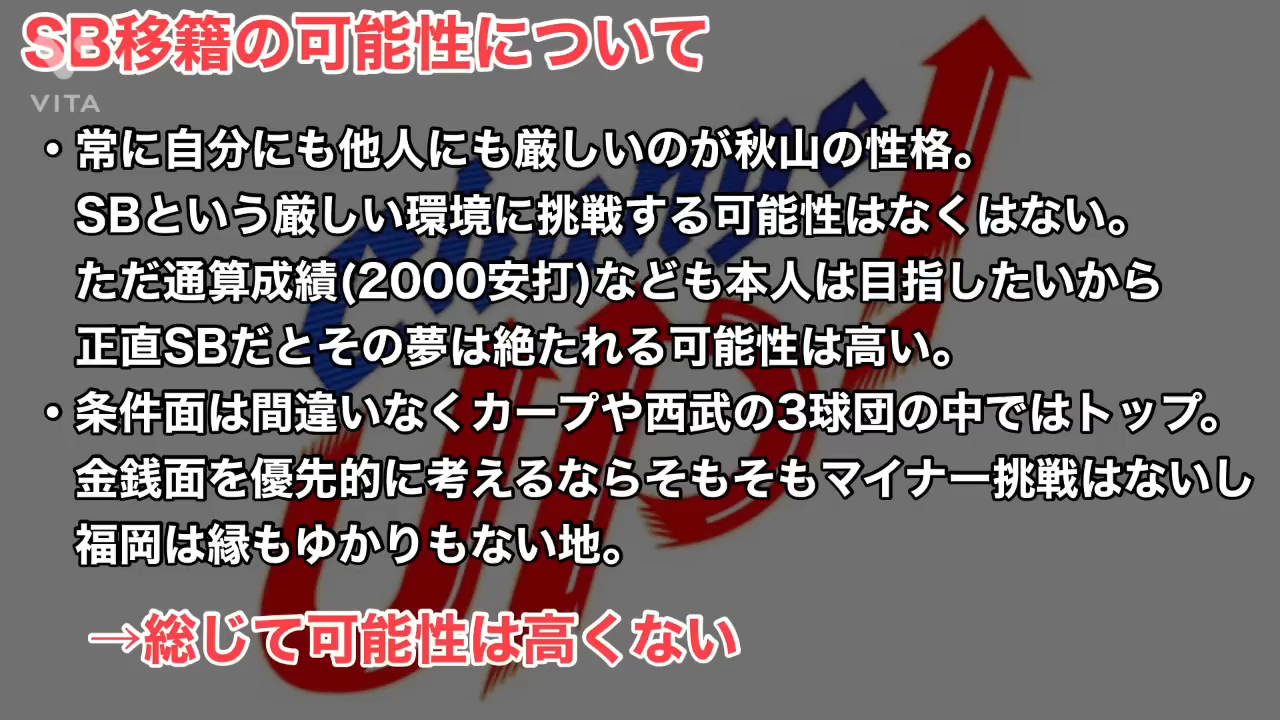 SB移籍の可能性について
VITA
・常に自分にも他人にも厳しいのが秋山の性格。
SBという厳しい環境に挑戦する可能性はなくはない。
ただ通算成績(2000安打)なども本人は目指したいから
正直SBだとその夢は絶たれる可能性は高い。
・条件面は間違いなくカープや西武の3球団の中ではトップ。
金銭面を優先的に考えるならそもそもマイナー挑戦はないし
福岡は縁もゆかりもない地。
→総じて可能性は高くない
Change
UP